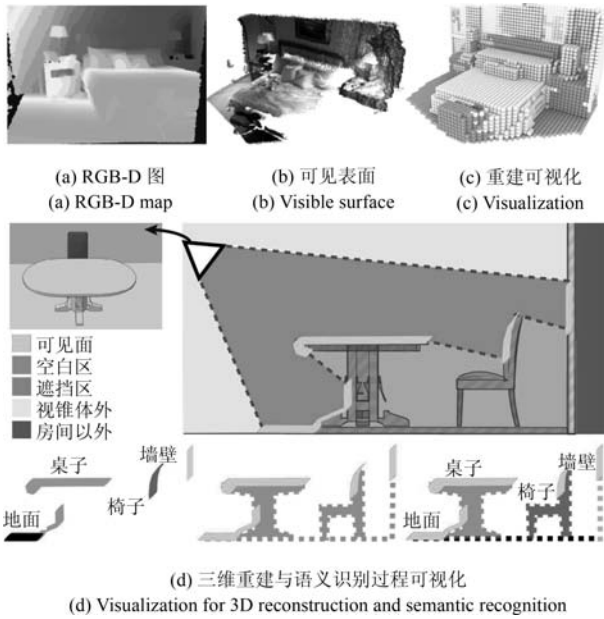 (a) RGB-D 图
(a) RGB-D map
(b) 可见表面
(b) Visible surface
(c) 重建可视化
(c) Visualization
可见面
空白区
遮挡区
视锥体外
房间以外
桌子
墙壁
椅子
地面
桌子
墙壁
椅子
地面
(d) 三维重建与语义识别过程可视化
(d) Visualization for 3D reconstruction and semantic recognition